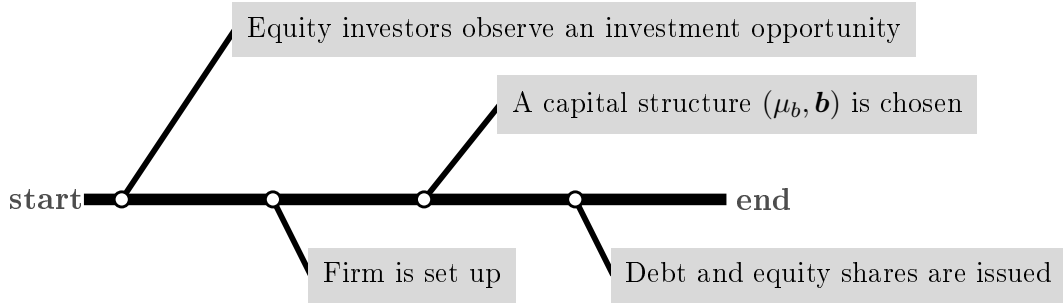 Equity investors observe an investment opportunity
A capital structure (μ_b, b) is chosen
start
end
Firm is set up
Debt and equity shares are issued